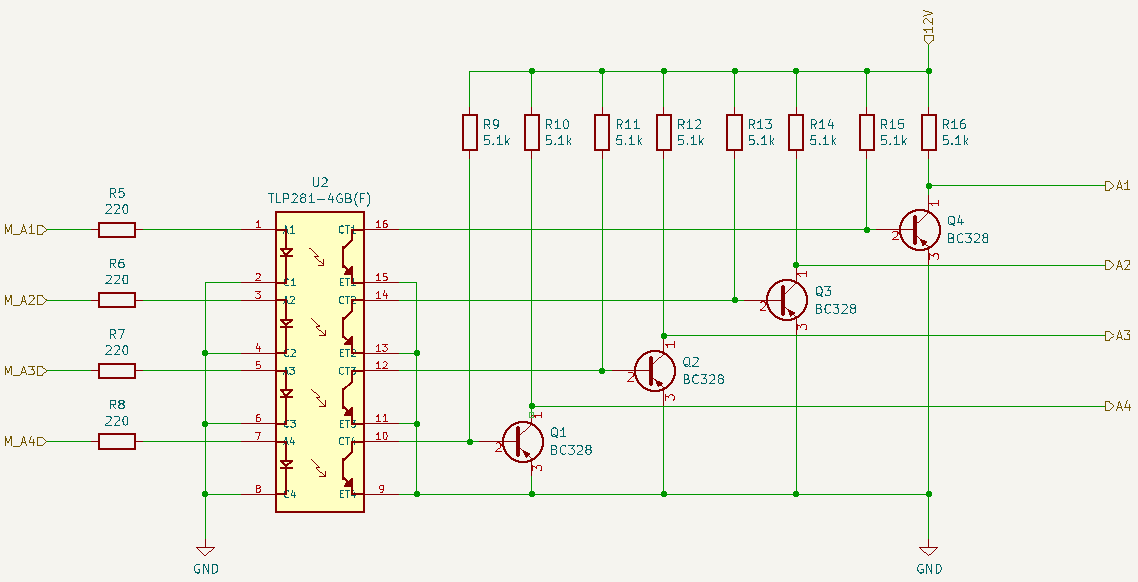 12V
R9
5.1k
R10
5.1k
R11
5.1k
R12
5.1k
R13
5.1k
R14
5.1k
R15
5.1k
R16
5.1k
U2
TLP281-4GB(F)
R5
220
M_A1
R6
220
M_A2
R7
220
M_A3
R8
220
M_A4
1 A1 CT1 16
2 C1 ET1 15
3 A2 CT2 14
4 C2 ET2 13
5 A3 CT3 12
6 C3 ET3 11
7 A4 CT4 10
8 C4 ET4 9
A1
1
2
3
Q4
BC328
A2
1
2
3
Q3
BC328
A3
1
2
3
Q2
BC328
A4
1
2
3
Q1
BC328
GND
GND